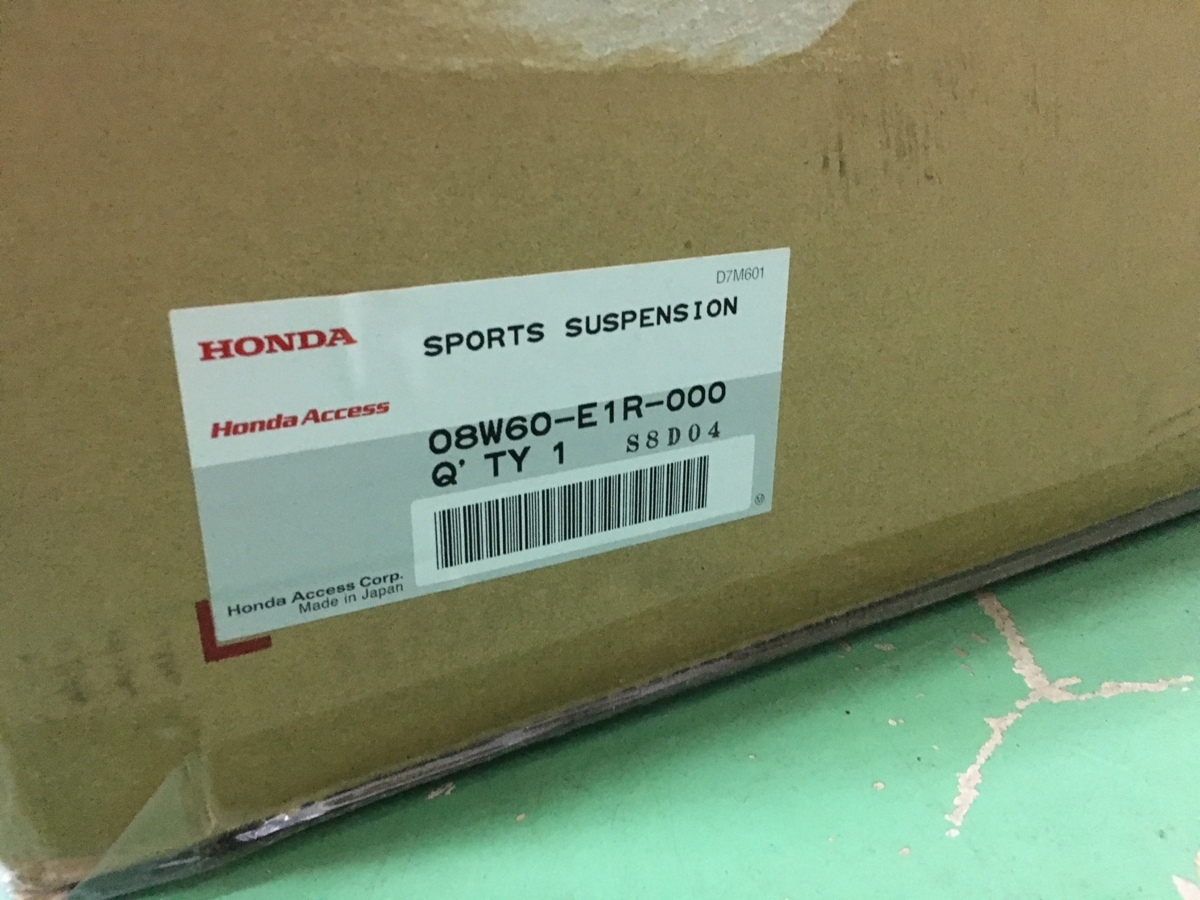 D7M601
HONDA SPORTS SUSPENSION
Honda Access 08W60-E1R-000
Q'TY 1 S8D04
Honda Access Corp.
Made in Japan